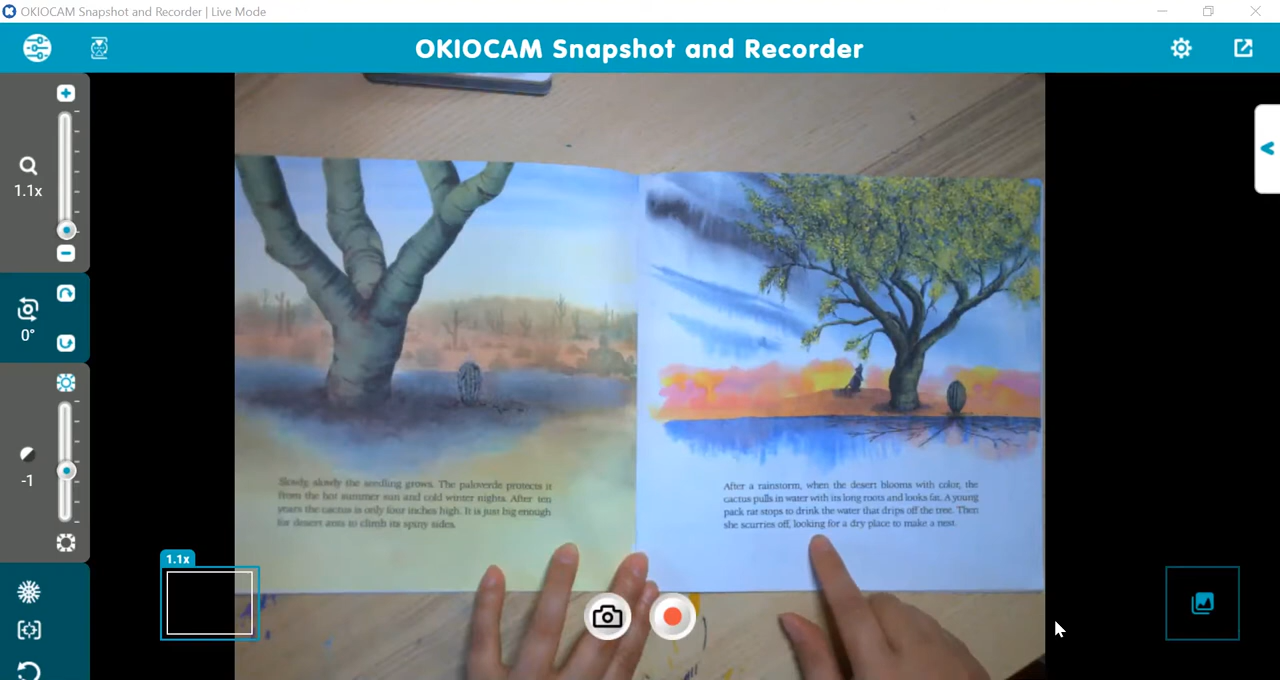 OKIOCAM Snapshot and Recorder | Live Mode
OKIOCAM Snapshot and Recorder
1.1x
0°
-1
1.1x
Slowly, slowly the seedling grows. The paloverde protects it
from the hot summer sun and cold winter nights. After ten
years the cactus is only four inches high. It is just big enough
for desert ants to climb its spiny sides.
After a rainstorm, when the desert blooms with color, the
cactus pulls in water with its long roots and looks fat. A young
pack rat stops to drink the water that drips off the tree. Then
she scurries off, looking for a dry place to make a nest.